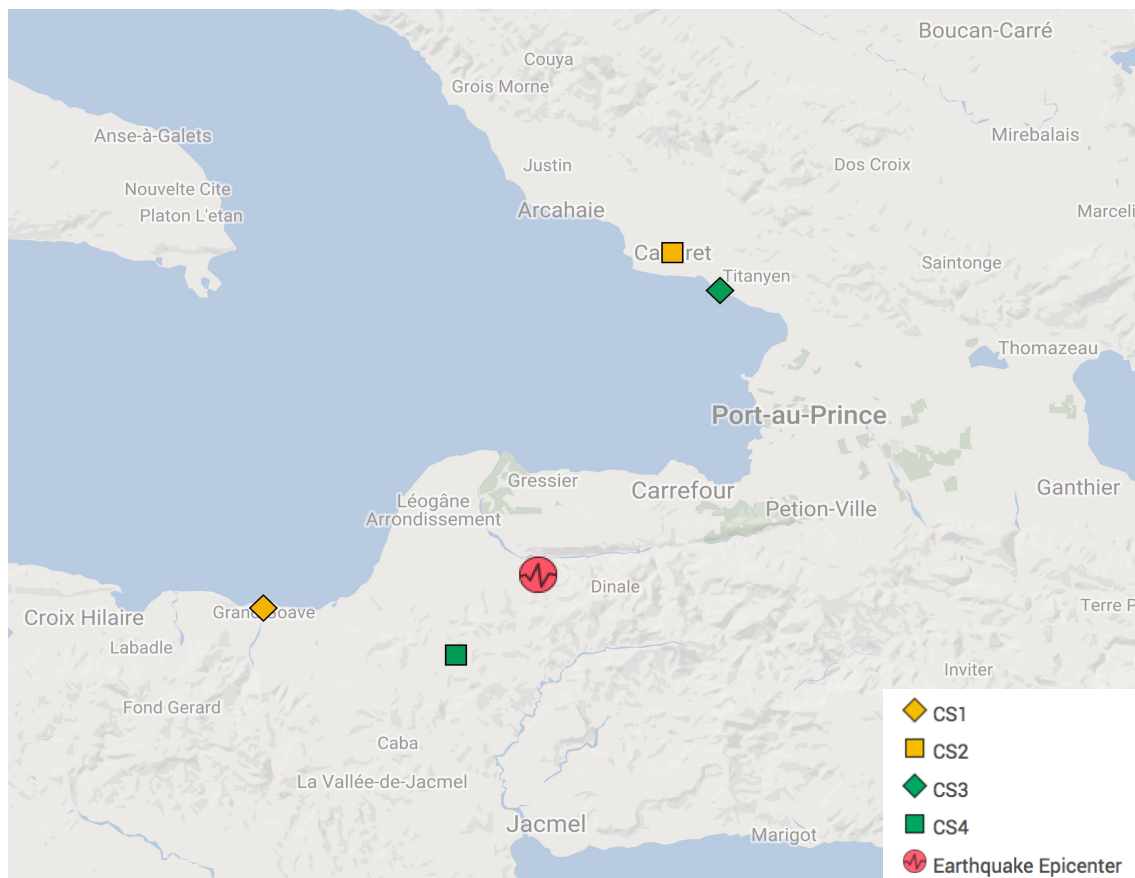 Boucan-Carré
Couya
Grois Morne
Anse-à-Galets
Mirebalais
Justin
Dos Croix
Nouvelte Cite
Platon L'etan
Arcahaie
Marceli
Saintonge
Titanyen
Thomazeau
Port-au-Prince
Gressier
Carrefour
Ganthier
Léogâne
Arrondissement
Petion-Ville
Dinale
Croix Hilaire
Terre P
Labadle
Inviter
Fond Gerard
Caba
La Vallée-de-Jacmel
Jacmel
Marigot
CS1
CS2
CS3
CS4
Earthquake Epicenter